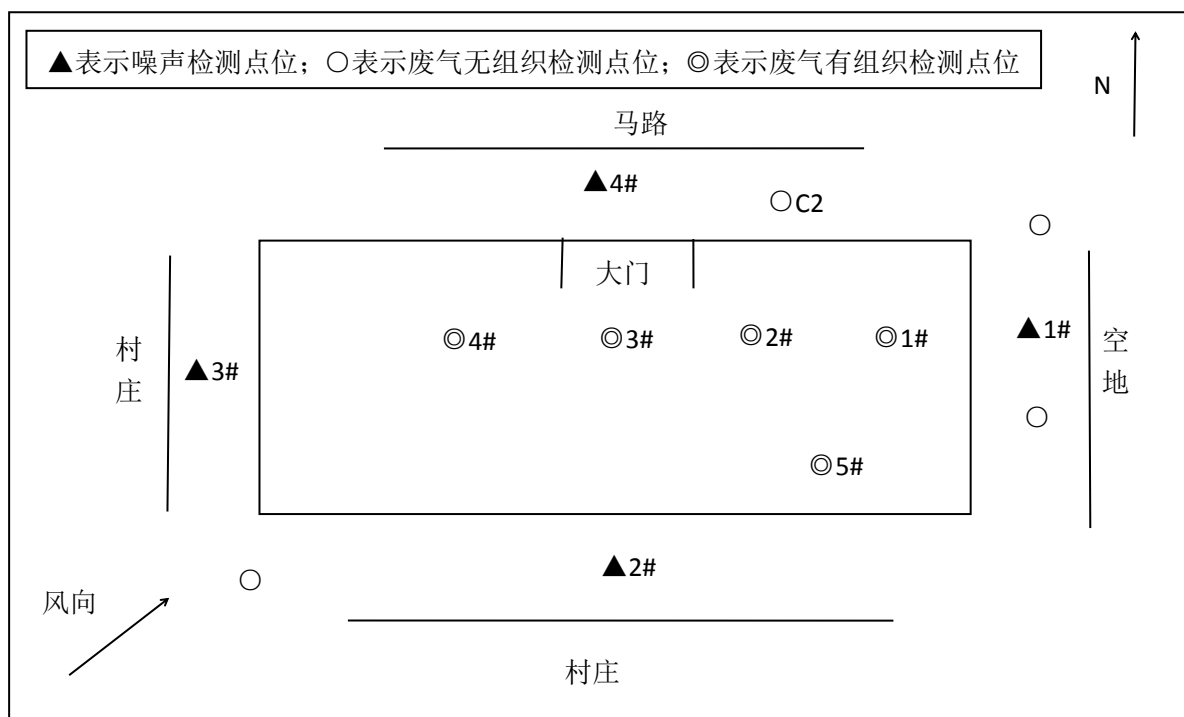 ▲表示噪声检测点位；○表示废气无组织检测点位；◎表示废气有组织检测点位
N
马路
▲4#
○C2
○
大门
村庄
▲3#
◎4#
◎3#
◎2#
◎1#
▲1#
空地
○
◎5#
▲2#
○
风向
村庄